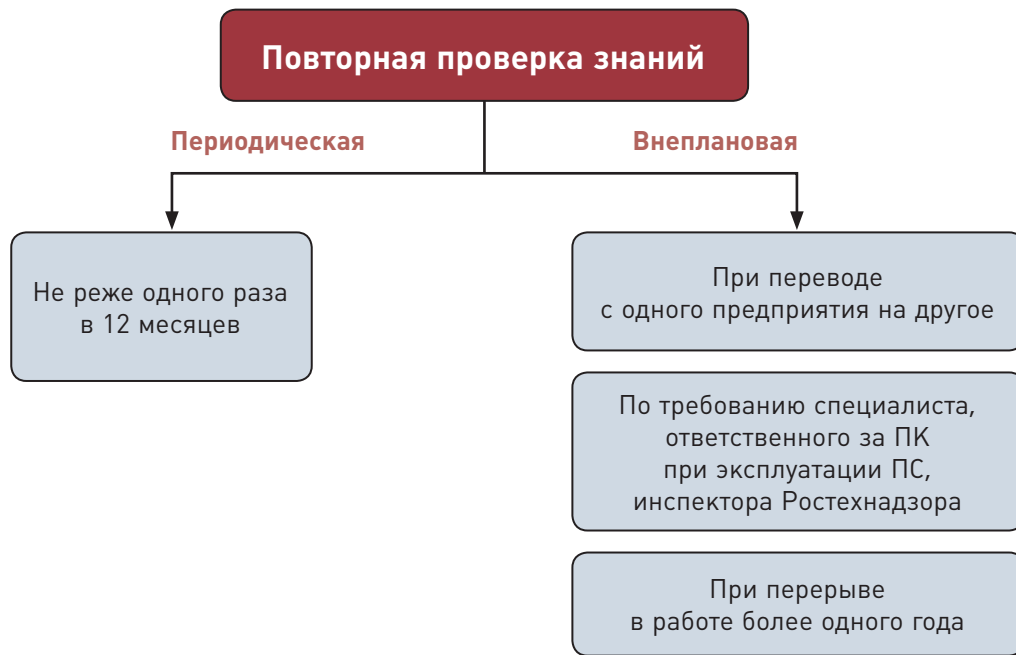 Повторная проверка знаний
Периодическая
Внеплановая
Не реже одного раза
в 12 месяцев
При переводе
с одного предприятия на другое
По требованию специалиста,
ответственного за ПК
при эксплуатации ПС,
инспектора Ростехнадзора
При перерыве
в работе более одного года